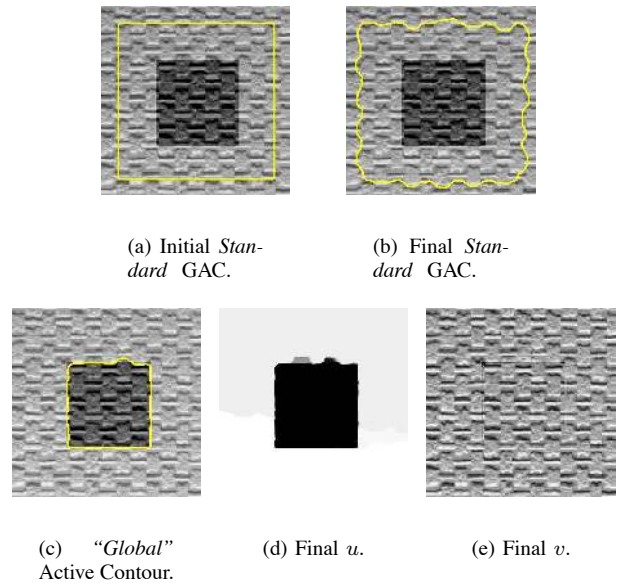 (a) Initial Stan-
dard GAC.
(b) Final Stan-
dard GAC.
(c) “Global”
Active Contour.
(d) Final u.
(e) Final v.